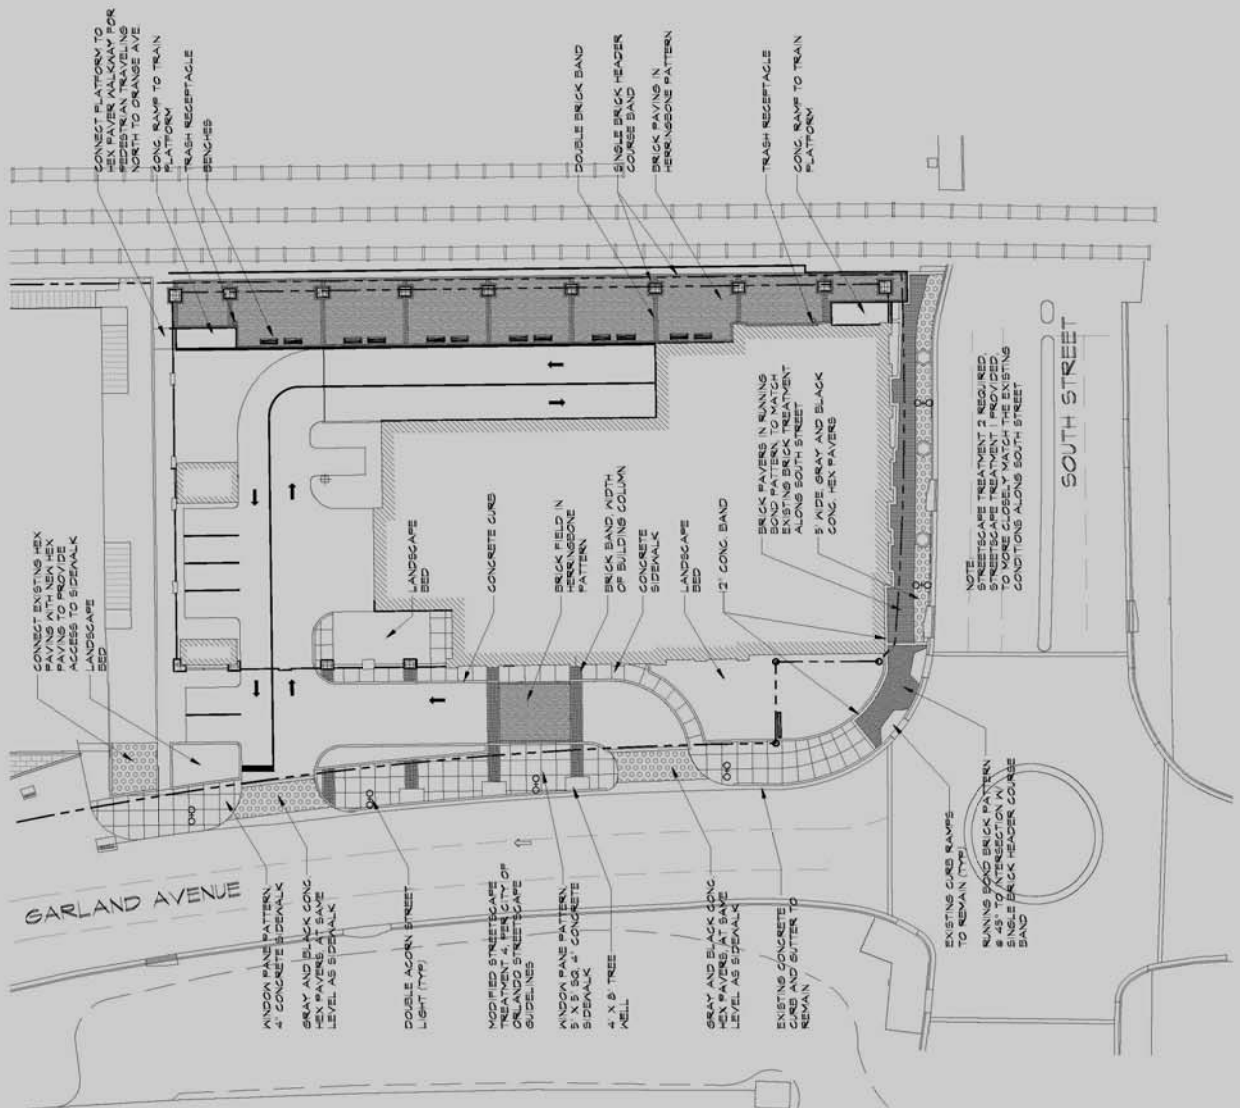 CONNECT PLATFORM TO
HEX PAVER WALKWAY FOR
PEDESTRIAN TRAVELING
NORTH TO ORANGE AVE.
CONC. RAMP TO TRAIN
PLATFORM
TRASH RECEPTACLE
BENCHES
DOUBLE BRICK BAND
SINGLE BRICK HEADER
COURSE BAND
BRICK PAVING IN
HERRINGBONE PATTERN
TRASH RECEPTACLE
CONC. RAMP TO TRAIN
PLATFORM
CONNECT EXISTING HEX
PAVING WITH NEW HEX
PAVING TO PROVIDE
ACCESS TO SIDEWALK
LANDSCAPE
BED
LANDSCAPE
BED
CONCRETE CURB
BRICK FIELD IN
HERRINGBONE
PATTERN
BRICK BAND, WIDTH
OF BUILDING COLUMN
CONCRETE
SIDEWALK
LANDSCAPE
BED
12" CONC. BAND
BRICK PAVERS IN RUNNING
BOND PATTERN, TO MATCH
EXISTING BRICK TREATMENT
ALONG SOUTH STREET
5' WIDE, GRAY AND BLACK
CONC. HEX PAVERS
NOTE:
STREETSCAPE TREATMENT 2 REQUIRED,
STREETSCAPE TREATMENT 1 PROVIDED,
TO MORE CLOSELY MATCH THE EXISTING
CONDITIONS ALONG SOUTH STREET
SOUTH STREET
GARLAND AVENUE
WINDOW PANE PATTERN,
4" CONCRETE SIDEWALK
GRAY AND BLACK CONC.
HEX PAVERS, AT SAME
LEVEL AS SIDEWALK
DOUBLE ACORN STREET
LIGHT (TYP)
MODIFIED STREETSCAPE
TREATMENT 4, PER CITY OF
ORLANDO STREETSCAPE
GUIDELINES
WINDOW PANE PATTERN,
5' X 5' SQ. 4" CONCRETE
SIDEWALK
4' X 8' TREE
WELL
GRAY AND BLACK CONC.
HEX PAVERS, AT SAME
LEVEL AS SIDEWALK
EXISTING CONCRETE
CURB AND GUTTER TO
REMAIN
EXISTING CURB RAMPS
TO REMAIN (TYP)
RUNNING BOND BRICK PATTERN
@ 45° TO INTERSECTION W/
SINGLE BRICK HEADER COURSE
BAND